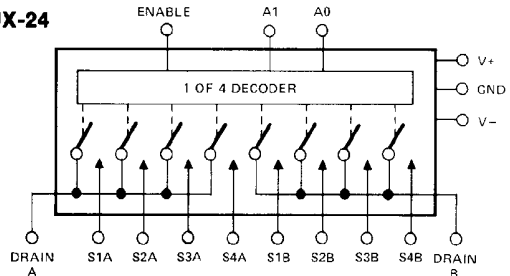 UX-24
ENABLE A1 A0
V+
1 OF 4 DECODER
GND
V−
DRAIN A S1A S2A S3A S4A S1B S2B S3B S4B DRAIN B